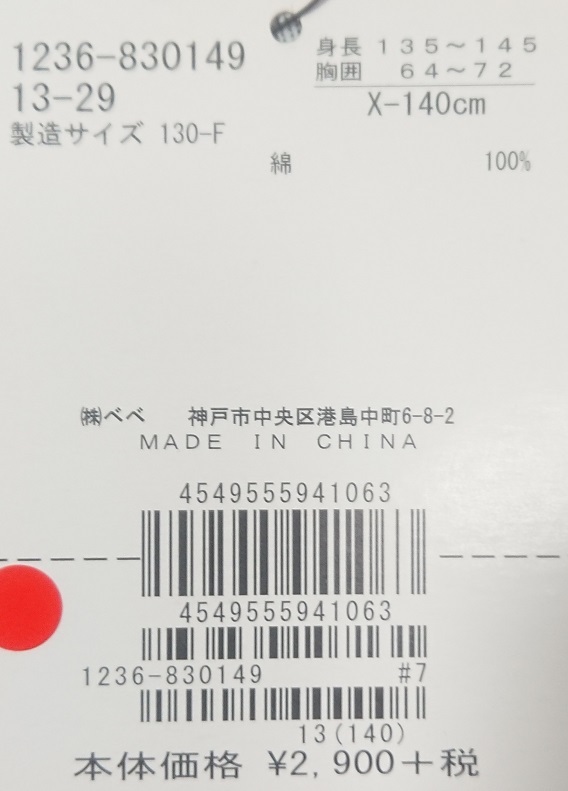 1236-830149
13-29
製造サイズ 130-F
身長 135～145
胸囲 64～72
X-140cm
綿 100%
㈱べべ 神戸市中央区港島中町6-8-2
MADE IN CHINA
4549555941063
4549555941063
1236-830149 #7
13(140)
本体価格 ¥2,900+税